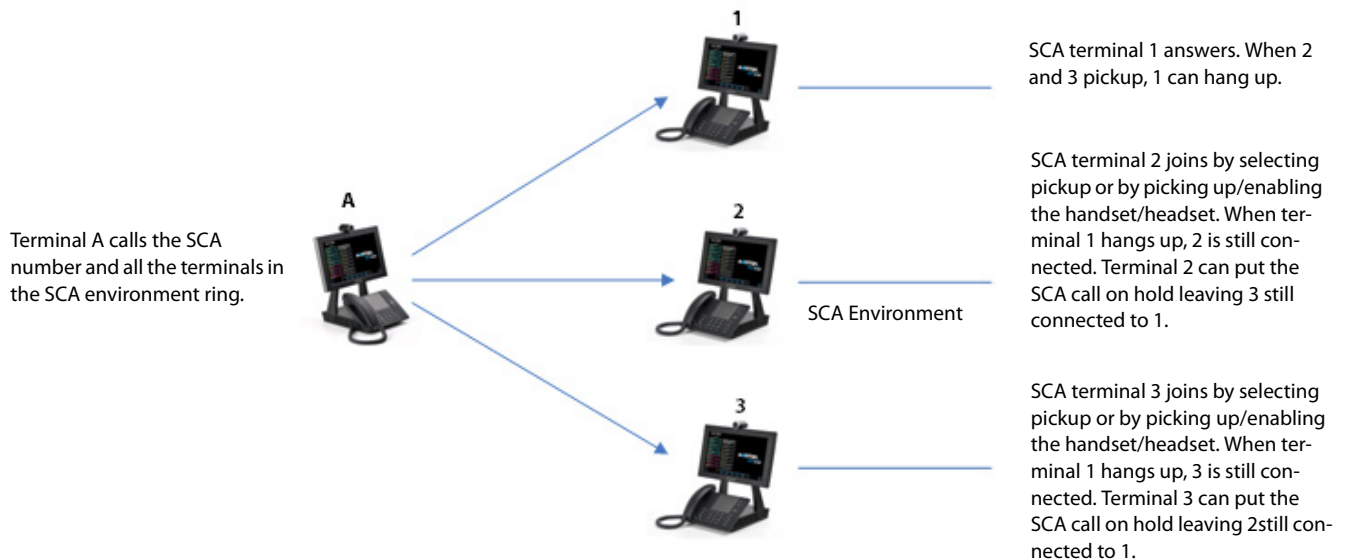 Terminal A calls the SCA
number and all the terminals in
the SCA environment ring.
A
1
2
SCA Environment
3
SCA terminal 1 answers. When 2
and 3 pickup, 1 can hang up.
SCA terminal 2 joins by selecting
pickup or by picking up/enabling
the handset/headset. When ter-
minal 1 hangs up, 2 is still con-
nected. Terminal 2 can put the
SCA call on hold leaving 3 still
connected to 1.
SCA terminal 3 joins by selecting
pickup or by picking up/enabling
the handset/headset. When ter-
minal 1 hangs up, 3 is still con-
nected. Terminal 3 can put the
SCA call on hold leaving 2still con-
nected to 1.